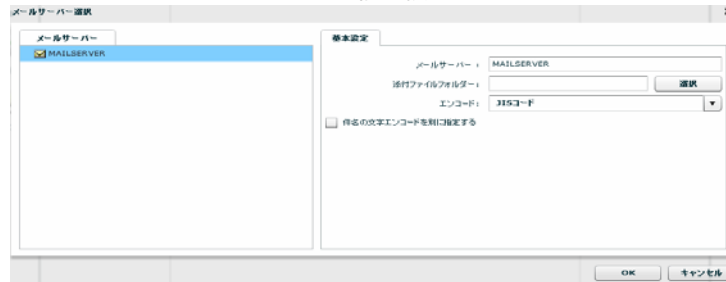 メールサーバー選択
メールサーバー
MAILSERVER
基本設定
メールサーバー： MAILSERVER
添付ファイルフォルダー： 選択
エンコード： JISコード
件名の文字エンコードを別に指定する
OK キャンセル